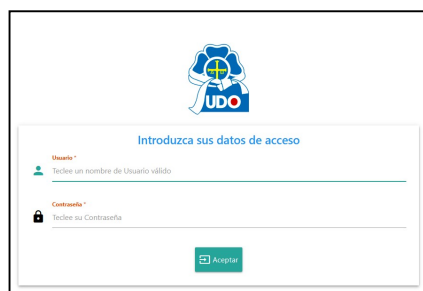 UDO
Introduzca sus datos de acceso
Usuario *
Teclee un nombre de Usuario válido
Contraseña *
Teclee su Contraseña
Aceptar